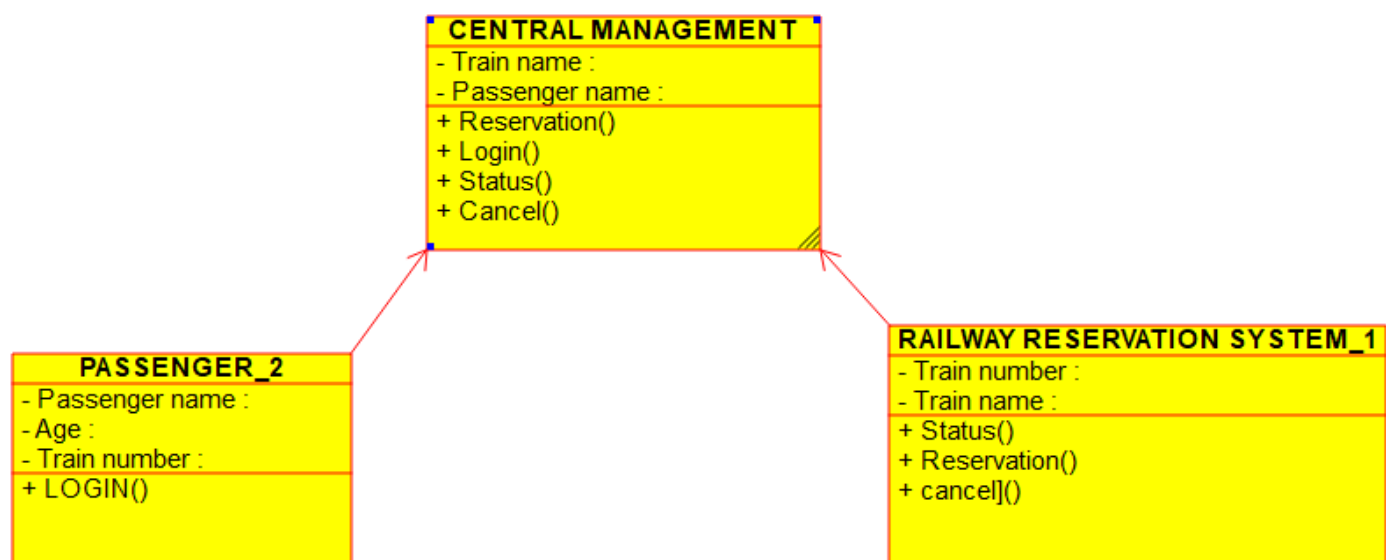 CENTRAL MANAGEMENT
- Train name :
- Passenger name :
+ Reservation()
+ Login()
+ Status()
+ Cancel()
PASSENGER_2
- Passenger name :
- Age :
- Train number :
+ LOGIN()
RAILWAY RESERVATION SYSTEM_1
- Train number :
- Train name :
+ Status()
+ Reservation()
+ cancel]()